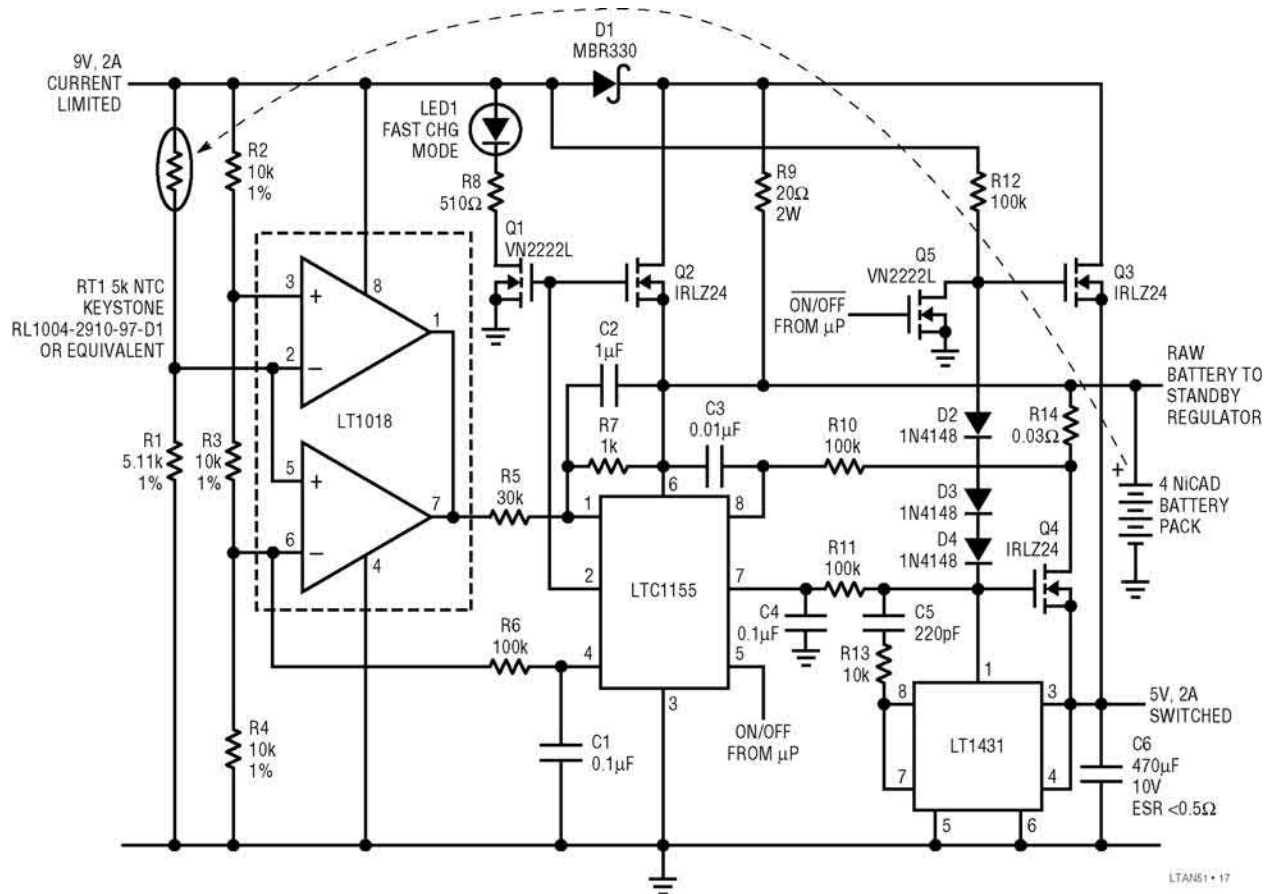 D1
MBR330
9V, 2A
CURRENT
LIMITED
LED1
FAST CHG
MODE
R2
10k
1%
R8
510Ω
R9
20Ω
2W
R12
100k
Q1
VN2222L
Q2
IRLZ24
Q5
VN2222L
Q3
IRLZ24
RT1 5k NTC
KEYSTONE
RL1004-2910-97-D1
OR EQUIVALENT
3
+
8
1
2
−
ON/OFF
FROM µP
C2
1µF
RAW
BATTERY TO
STANDBY
REGULATOR
LT1018
R1
5.11k
1%
R3
10k
1%
R7
1k
C3
0.01µF
R10
100k
D2
1N4148
R14
0.03Ω
5
+
7
6
−
4
R5
30k
6
1
8
D3
1N4148
D4
1N4148
+
4 NiCAD
BATTERY
PACK
LTC1155
2
7
4
5
3
R11
100k
Q4
IRLZ24
C4
0.1µF
C5
220pF
R6
100k
R13
10k
1
8
3
LT1431
7
4
5
6
5V, 2A
SWITCHED
R4
10k
1%
C1
0.1µF
ON/OFF
FROM µP
C6
470µF
10V
ESR <0.5Ω
LTAN51 • 17